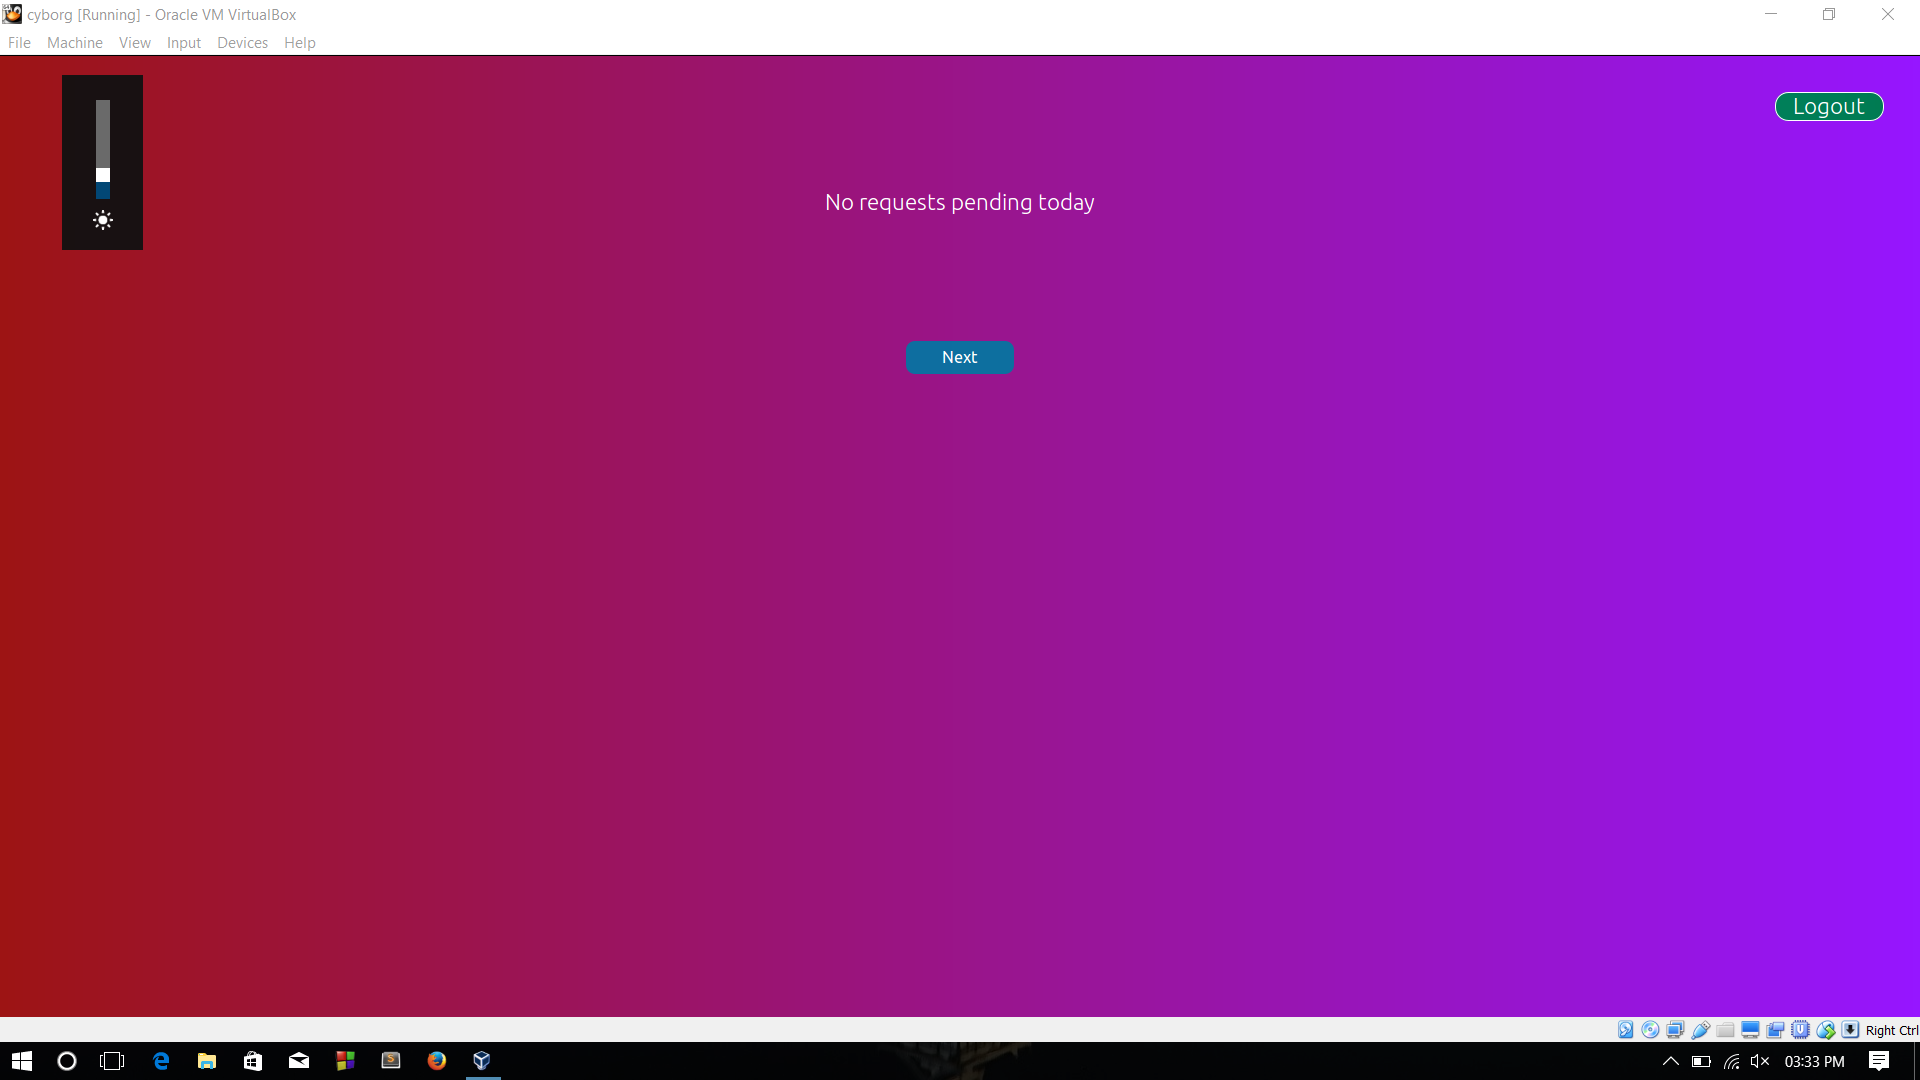 cyborg [Running] - Oracle VM VirtualBox
File Machine View Input Devices Help
Logout
No requests pending today
Next
Right Ctrl
03:33 PM